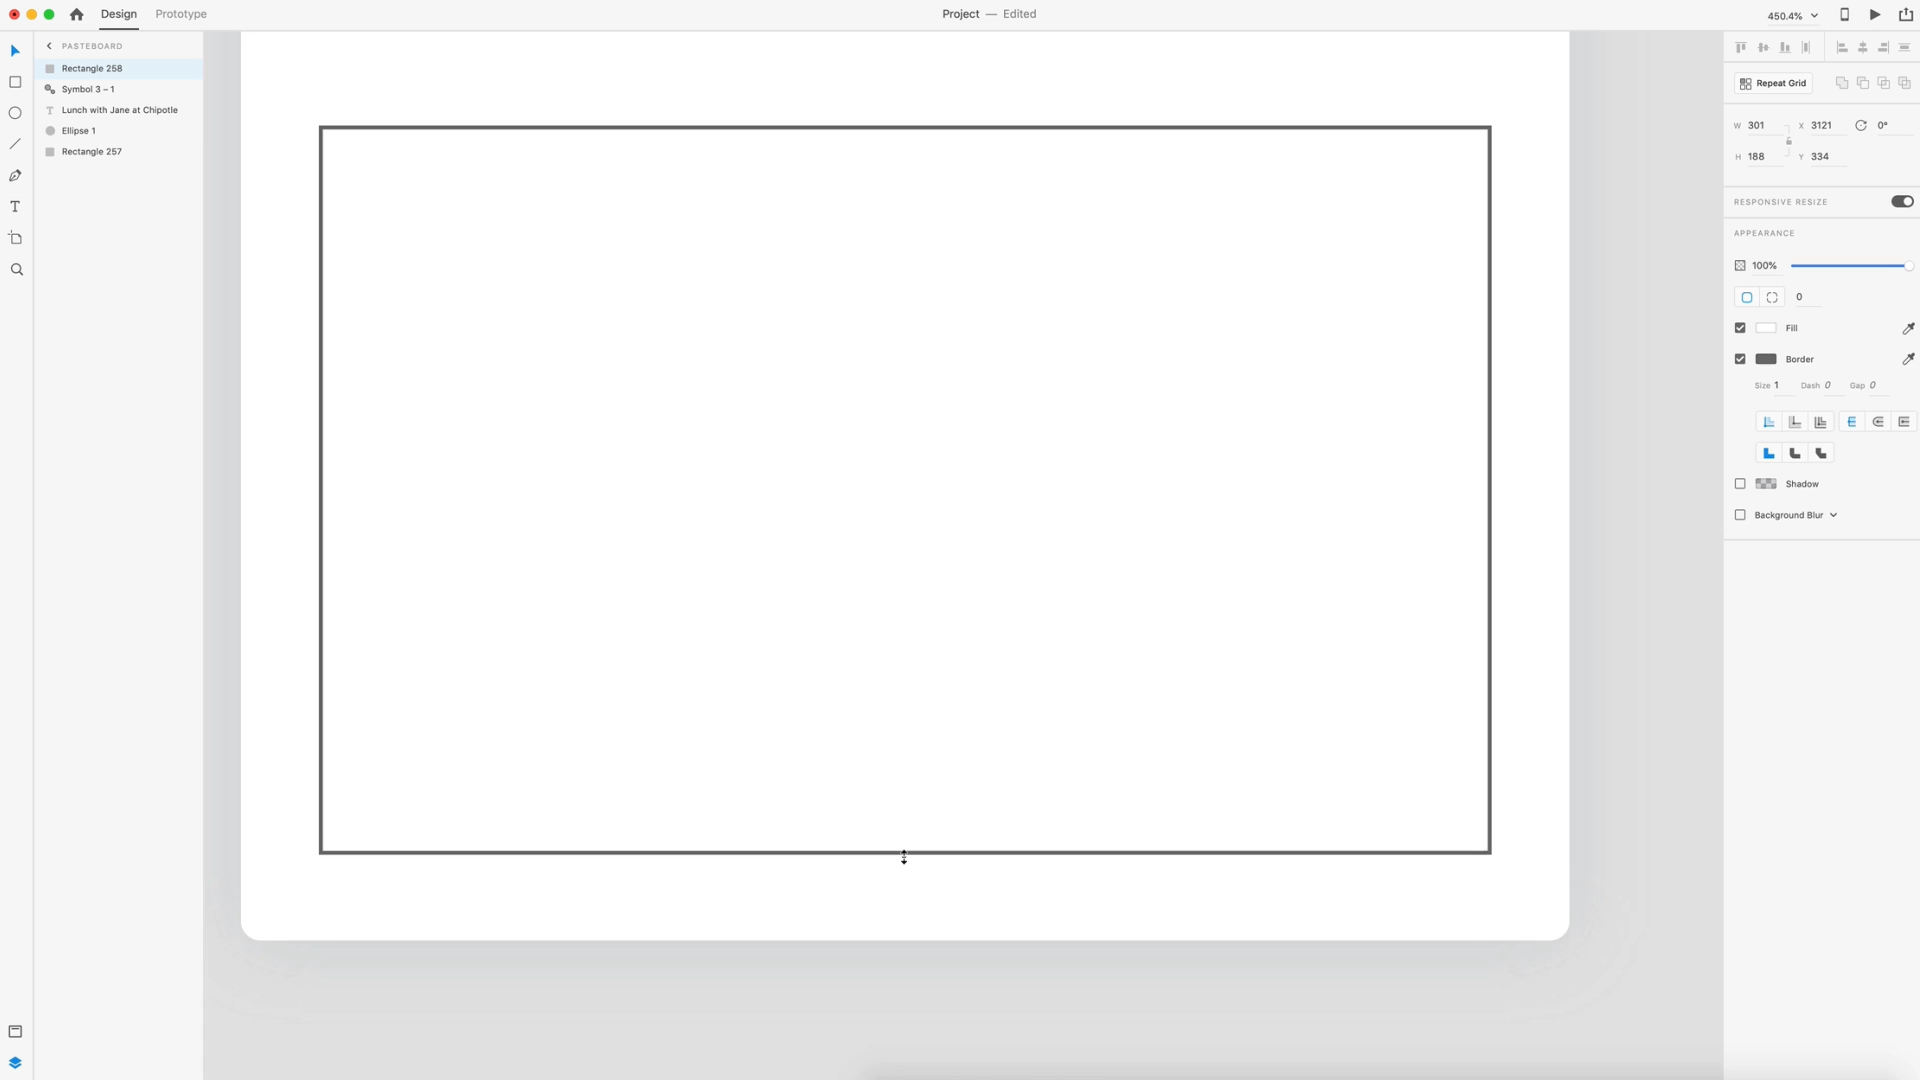 Design Prototype Project — Edited 450.4%
PASTEBOARD
Rectangle 258
Symbol 3 – 1
Lunch with Jane at Chipotle
Ellipse 1
Rectangle 257
Repeat Grid
W 301 X 3121 0°
H 188 Y 334
RESPONSIVE RESIZE
APPEARANCE
100%
0
Fill
Border
Size 1 Dash 0 Gap 0
Shadow
Background Blur